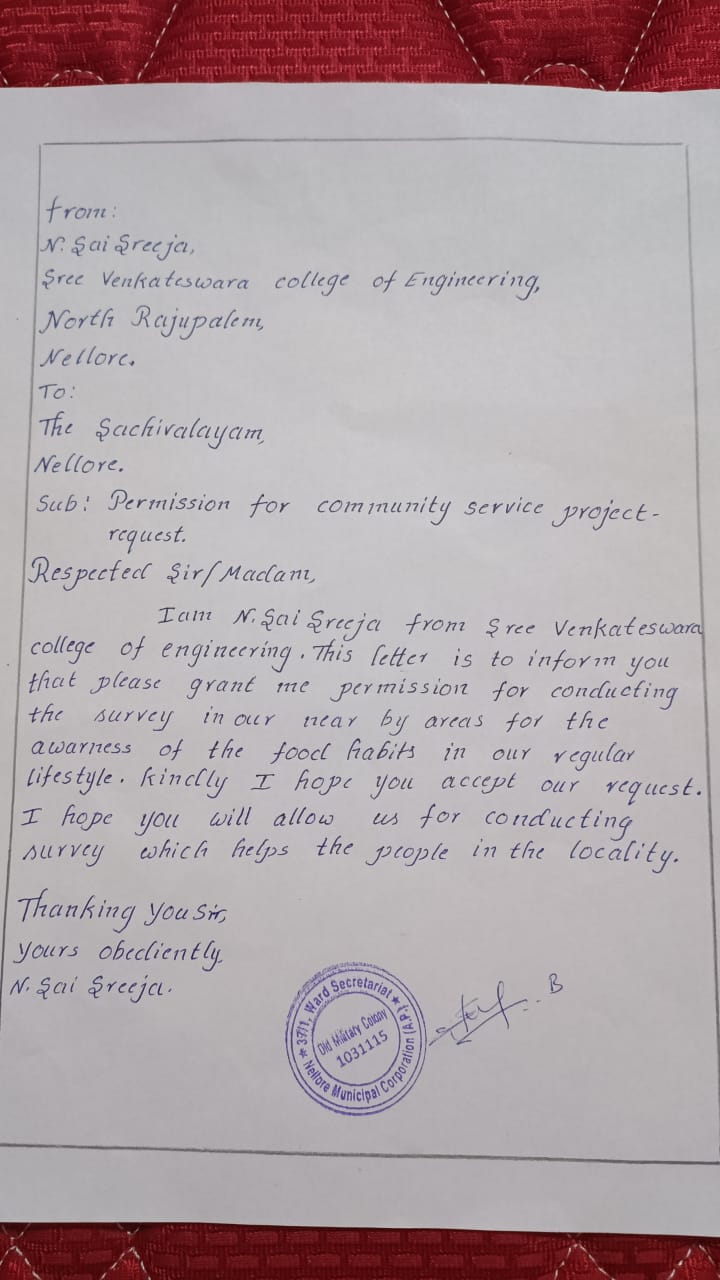 From:
N. Sai Sreeja,
Sree Venkateswara college of Engineering,
North Rajupalem,
Nellore.
To:
The Sachivalayam,
Nellore.
Sub: Permission for community service project-
request.
Respected Sir/Madam,
I am N. Sai Sreeja from Sree Venkateswara
college of engineering. This letter is to inform you
that please grant me permission for conducting
the survey in our near by areas for the
awarness of the food habits in our regular
lifestyle. kindly I hope you accept our request.
I hope you will allow us for conducting
survey which helps the people in the locality.
Thanking you Sir,
yours obediently
N. Sai Sreeja.
★ 37/1, Ward Secretariat ★
Old Military Colony
1031115
Nellore Municipal Corporation (A.P.)
B